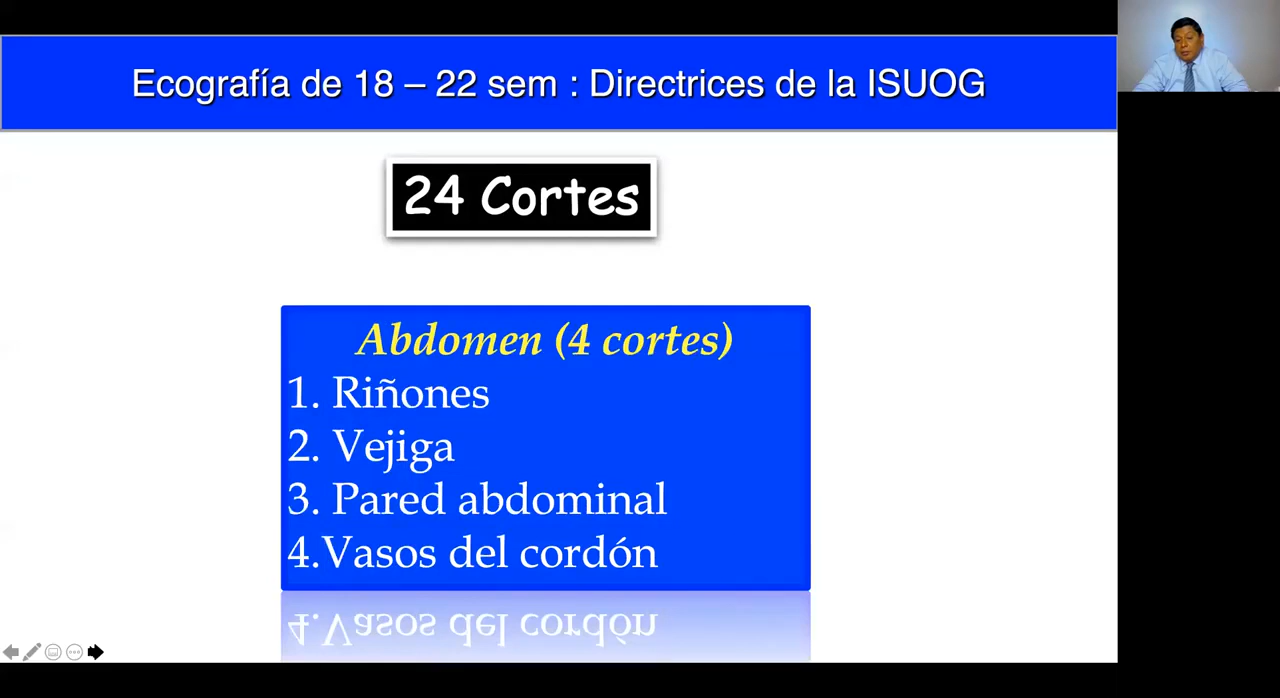 Ecografía de 18 – 22 sem : Directrices de la ISUOG
24 Cortes
Abdomen (4 cortes)
1. Riñones
2. Vejiga
3. Pared abdominal
4.Vasos del cordón